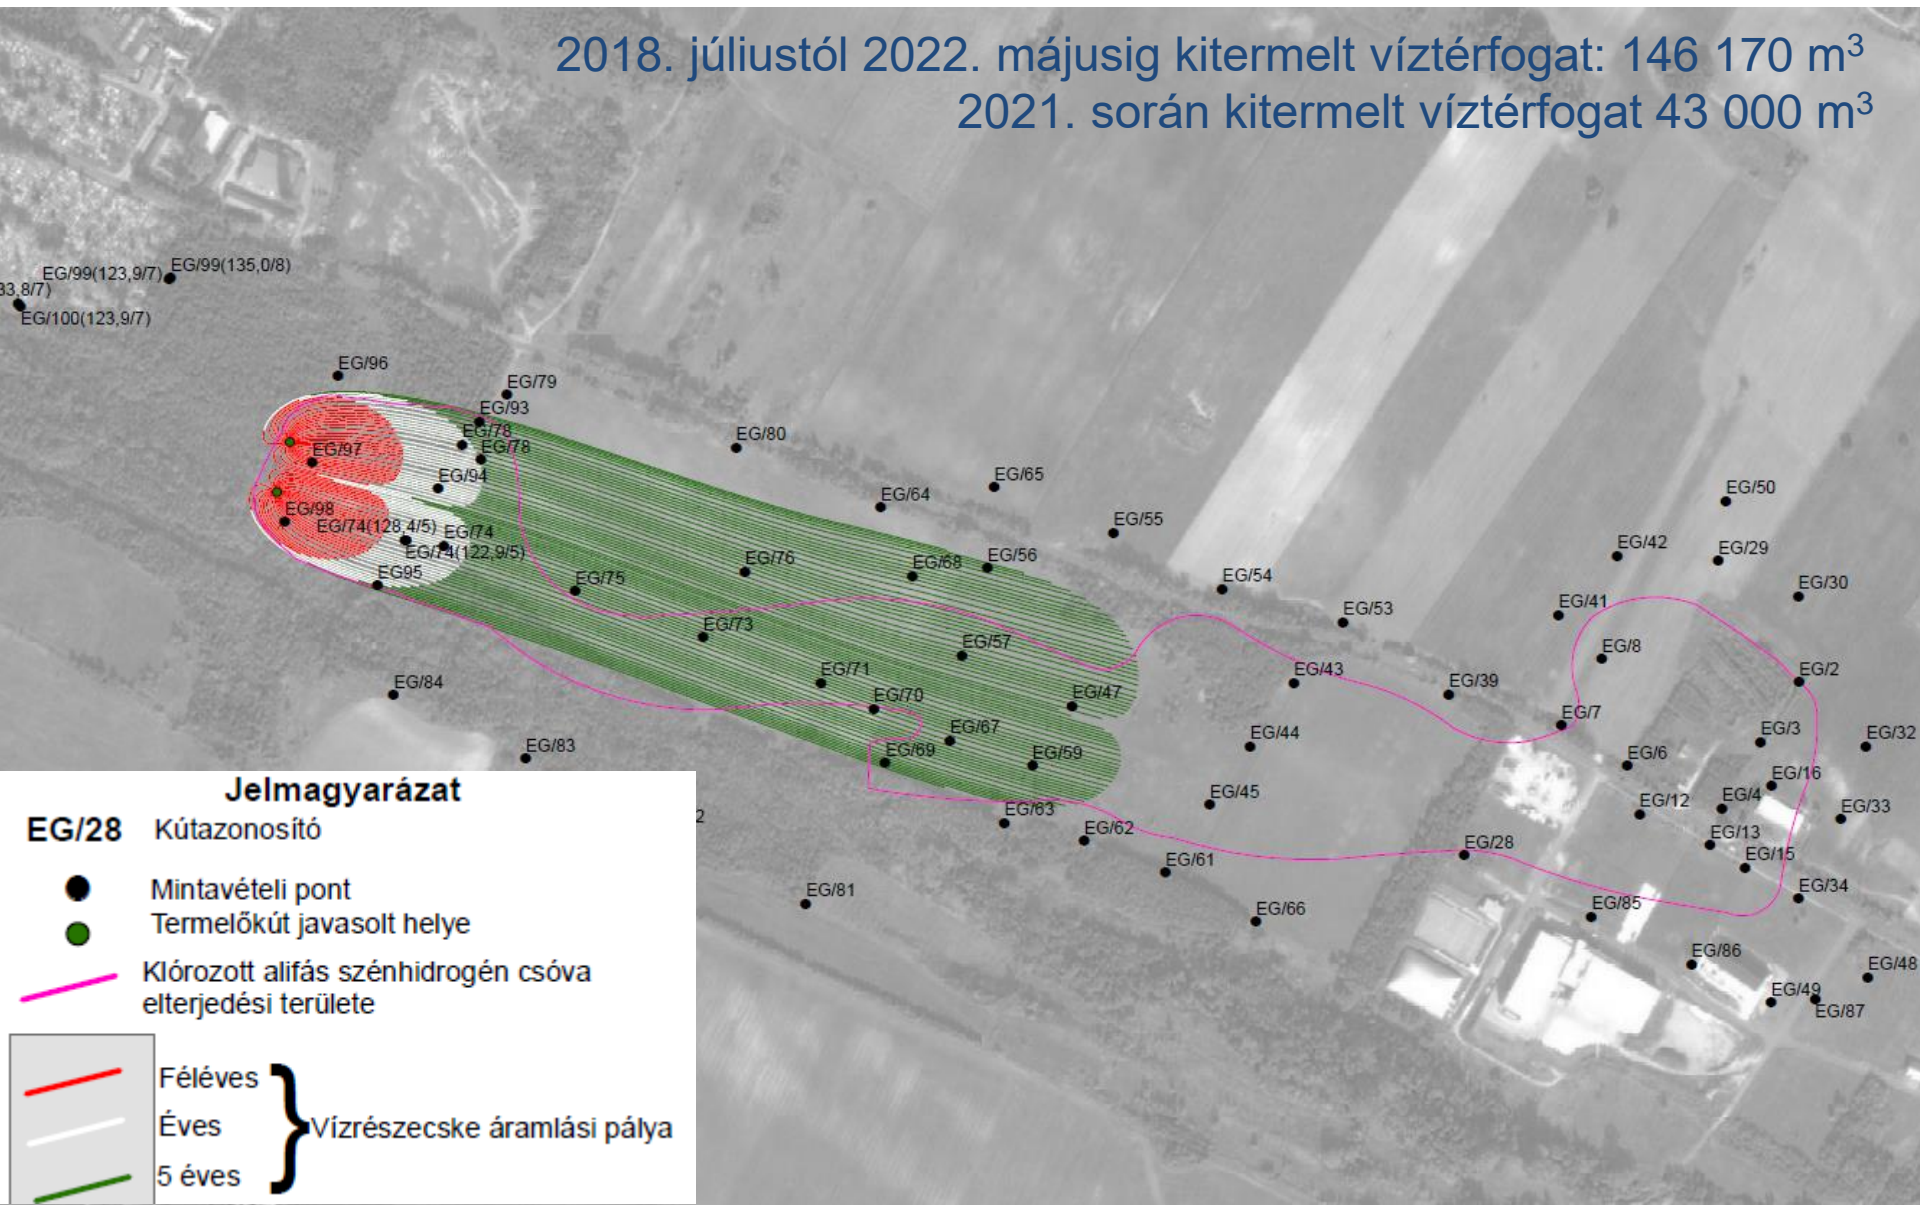 2018. júliustól 2022. májusig kitermelt víztérfogat: 146 170 m³
2021. során kitermelt víztérfogat 43 000 m³
EG/99(123,9/7)
EG/99(135,0/8)
33,8/7)
EG/100(123,9/7)
EG/96
EG/79
EG/93
EG/78
EG/78
EG/97
EG/94
EG/98
EG/74(128,4/5)
EG/74
EG/74(122,9/5)
EG95
EG/80
EG/65
EG/64
EG/55
EG/50
EG/42
EG/29
EG/56
EG/76
EG/68
EG/75
EG/54
EG/30
EG/53
EG/41
EG/73
EG/57
EG/8
EG/71
EG/43
EG/2
EG/84
EG/70
EG/47
EG/39
EG/7
EG/67
EG/44
EG/3
EG/32
EG/83
EG/69
EG/59
EG/6
EG/16
EG/45
EG/12
EG/4
EG/33
EG/63
2
EG/62
EG/13
EG/28
EG/15
EG/61
EG/34
EG/81
EG/66
EG/85
EG/86
EG/48
EG/49
EG/87
Jelmagyarázat
EG/28 Kútazonosító
Mintavételi pont
Termelőkút javasolt helye
Klórozott alifás szénhidrogén csóva
elterjedési területe
Féléves
Éves
5 éves
Vízrészecske áramlási pálya